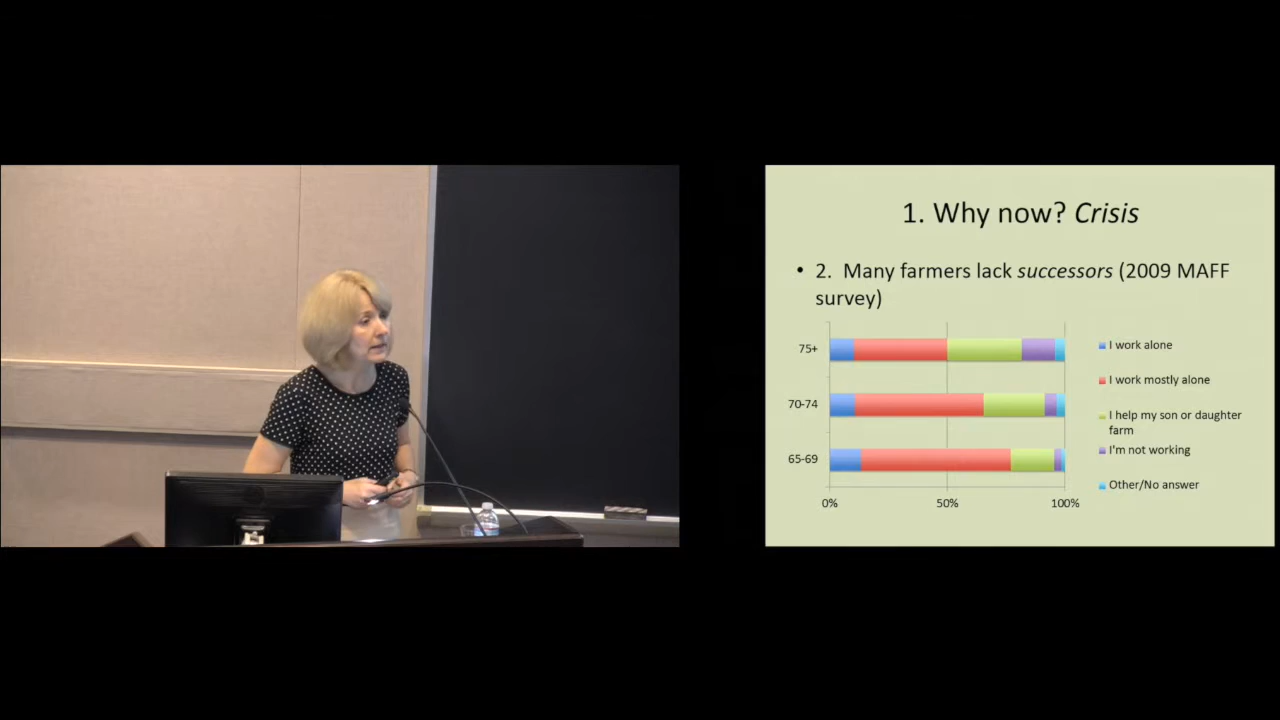 1. Why now? Crisis
• 2. Many farmers lack successors (2009 MAFF
survey)
75+
70-74
65-69
0%
50%
100%
I work alone
I work mostly alone
I help my son or daughter
farm
I'm not working
Other/No answer